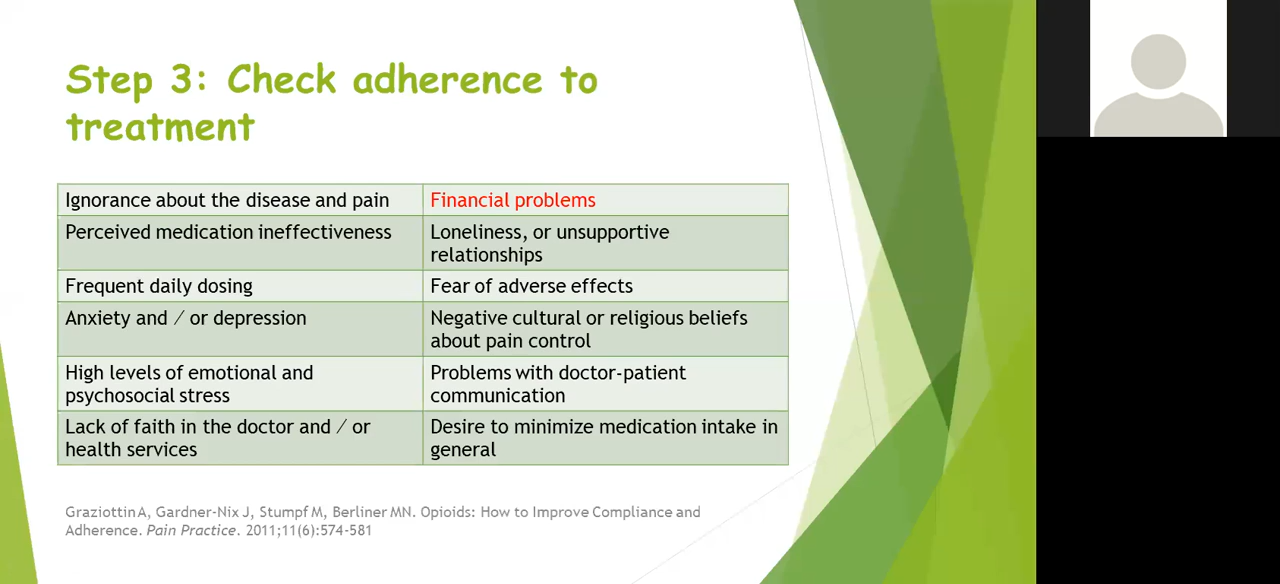 Step 3: Check adherence to
treatment
Ignorance about the disease and pain
Financial problems
Perceived medication ineffectiveness
Loneliness, or unsupportive
relationships
Frequent daily dosing
Fear of adverse effects
Anxiety and / or depression
Negative cultural or religious beliefs
about pain control
High levels of emotional and
psychosocial stress
Problems with doctor-patient
communication
Lack of faith in the doctor and / or
health services
Desire to minimize medication intake in
general
Graziottin A, Gardner-Nix J, Stumpf M, Berliner MN. Opioids: How to Improve Compliance and
Adherence. Pain Practice. 2011;11(6):574-581